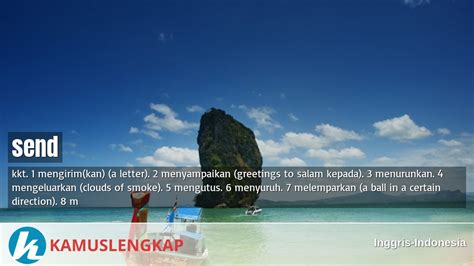 send
kkt. 1 mengirim(kan) (a letter). 2 menyampaikan (greetings to salam kepada). 3 menurunkan. 4
mengeluarkan (clouds of smoke). 5 mengutus. 6 menyuruh. 7 melemparkan (a ball in a certain
direction). 8 m
KAMUSLENGKAP
Inggris-Indonesia